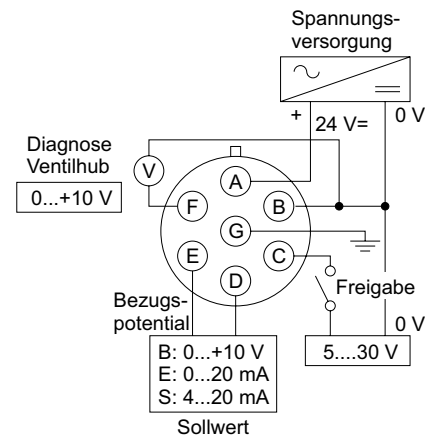 Spannungs-
versorgung
+
24 V=
0 V
Diagnose
Ventilhub
0...+10 V
V
A
F
B
G
E
C
D
Freigabe
Bezugs-
potential
0 V
B: 0...+10 V
E: 0...20 mA
S: 4...20 mA
5....30 V
Sollwert